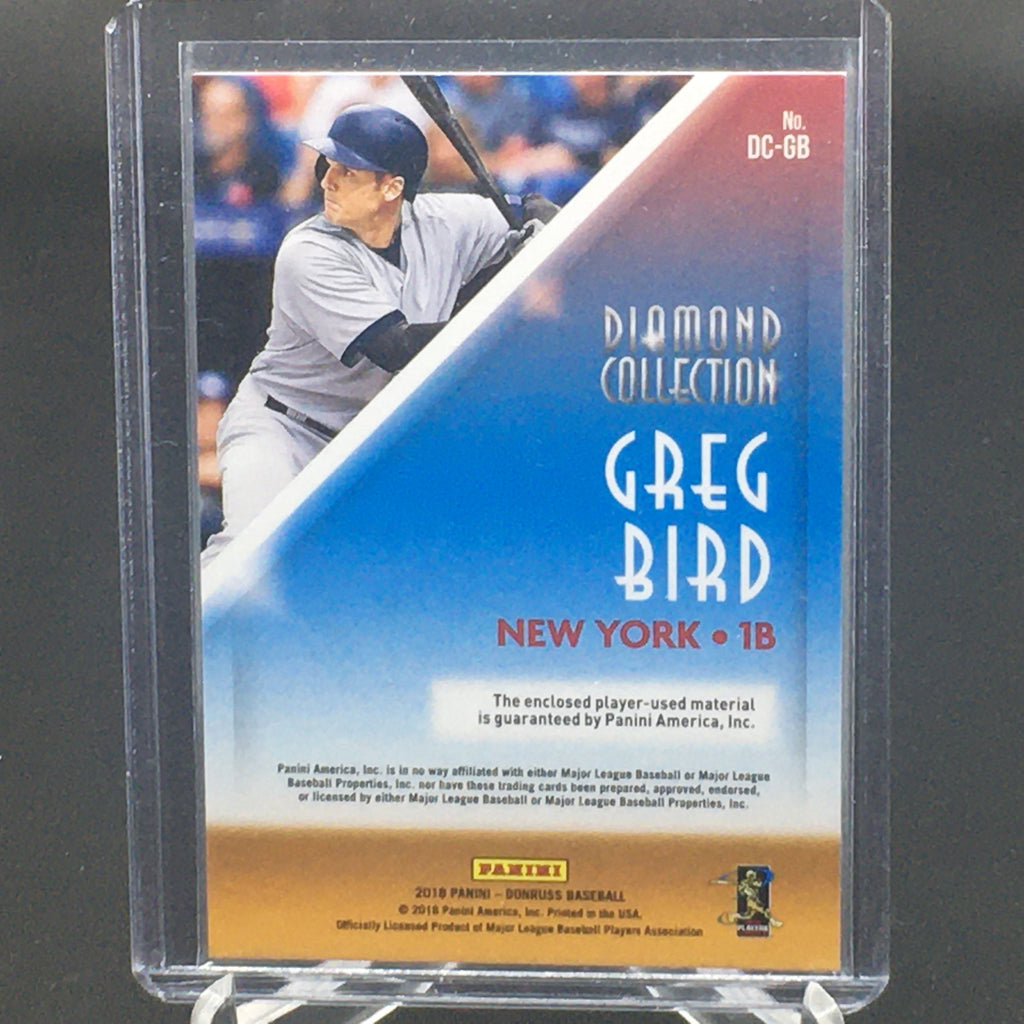 No.
DC-GB
DIAMOND
COLLECTION
GREG
BIRD
NEW YORK • 1B
The enclosed player-used material
is guaranteed by Panini America, Inc.
Panini America, Inc. is in no way affiliated with either Major League Baseball or Major League
Baseball Properties, Inc. nor have these trading cards been prepared, approved, endorsed,
or licensed by either Major League Baseball or Major League Baseball Properties, Inc.
PANINI
2018 PANINI – DONRUSS BASEBALL
© 2018 Panini America, Inc. Printed in the USA.
Officially Licensed Product of Major League Baseball Players Association
PLAYERS